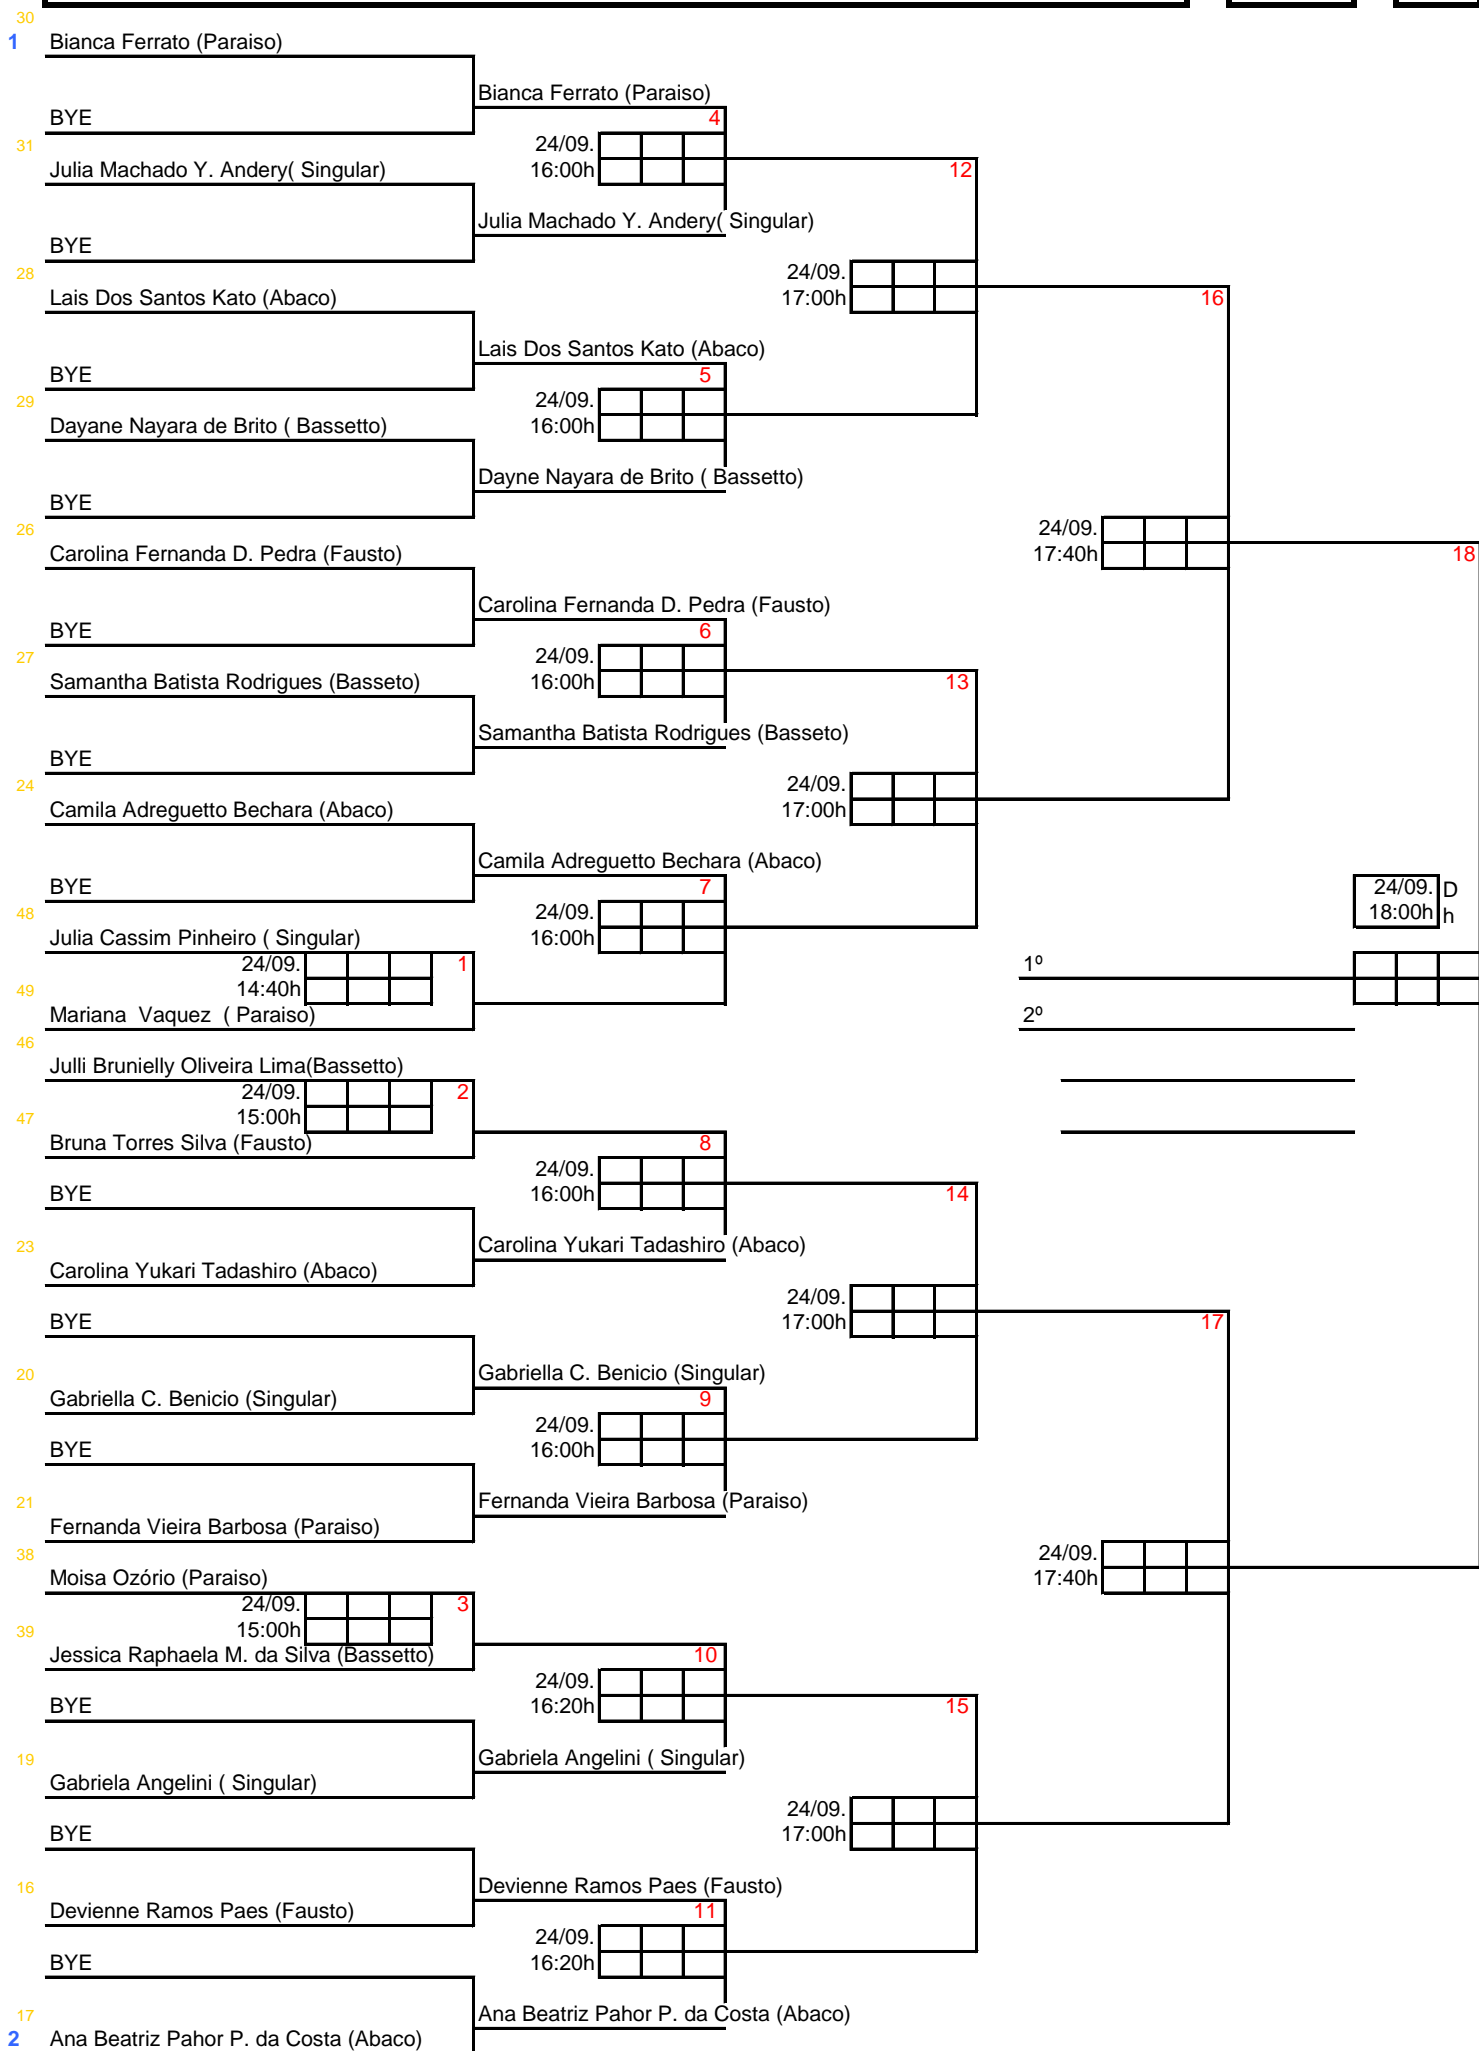 30
1 Bianca Ferrato (Paraiso)
Bianca Ferrato (Paraiso)
BYE
4
31
24/09.
Julia Machado Y. Andery( Singular)
16:00h
12
Julia Machado Y. Andery( Singular)
BYE
28
24/09.
Lais Dos Santos Kato (Abaco)
17:00h
16
Lais Dos Santos Kato (Abaco)
BYE
5
29
24/09.
Dayane Nayara de Brito ( Bassetto)
16:00h
Dayne Nayara de Brito ( Bassetto)
BYE
26
24/09.
Carolina Fernanda D. Pedra (Fausto)
17:40h
18
Carolina Fernanda D. Pedra (Fausto)
BYE
6
27
24/09.
Samantha Batista Rodrigues (Basseto)
16:00h
13
Samantha Batista Rodrigues (Basseto)
BYE
24
24/09.
Camila Adreguetto Bechara (Abaco)
17:00h
Camila Adreguetto Bechara (Abaco)
BYE
7
24/09. D
48
24/09.
18:00h h
Julia Cassim Pinheiro ( Singular)
16:00h
24/09.
1
1º
49
14:40h
Mariana  Vaquez  ( Paraiso)
2º
46
Julli Brunielly Oliveira Lima(Bassetto)
24/09.
2
47
15:00h
Bruna Torres Silva (Fausto)
8
24/09.
BYE
16:00h
14
23
Carolina Yukari Tadashiro (Abaco)
Carolina Yukari Tadashiro (Abaco)
24/09.
BYE
17:00h
17
20
Gabriella C. Benicio (Singular)
Gabriella C. Benicio (Singular)
9
24/09.
BYE
16:00h
21
Fernanda Vieira Barbosa (Paraiso)
Fernanda Vieira Barbosa (Paraiso)
38
24/09.
Moisa Ozório (Paraiso)
17:40h
24/09.
3
39
15:00h
Jessica Raphaela M. da Silva (Bassetto)
10
24/09.
BYE
16:20h
15
19
Gabriela Angelini ( Singular)
Gabriela Angelini ( Singular)
24/09.
BYE
17:00h
16
Devienne Ramos Paes (Fausto)
Devienne Ramos Paes (Fausto)
11
24/09.
BYE
16:20h
17
Ana Beatriz Pahor P. da Costa (Abaco)
2 Ana Beatriz Pahor P. da Costa (Abaco)